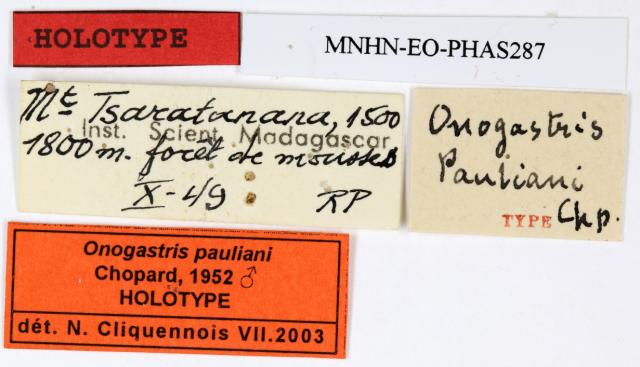 HOLOTYPE
MNHN-EO-PHAS287
Mt Tsaratanana, 1500
Inst. Scient. Madagascar
1800 m. forêt de mousses
X-49 RP
Onogastris
Pauliani
TYPE Chp.
Onogastris pauliani
Chopard, 1952 ♂
HOLOTYPE
dét. N. Cliquennois VII.2003